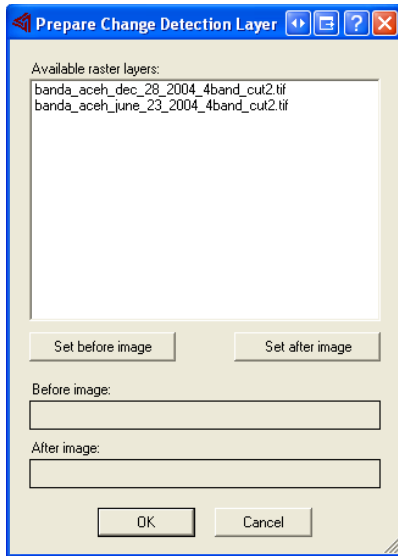 Prepare Change Detection Layer
Available raster layers:
banda_aceh_dec_28_2004_4band_cut2.tif
banda_aceh_june_23_2004_4band_cut2.tif
Set before image Set after image
Before image:
After image:
OK Cancel